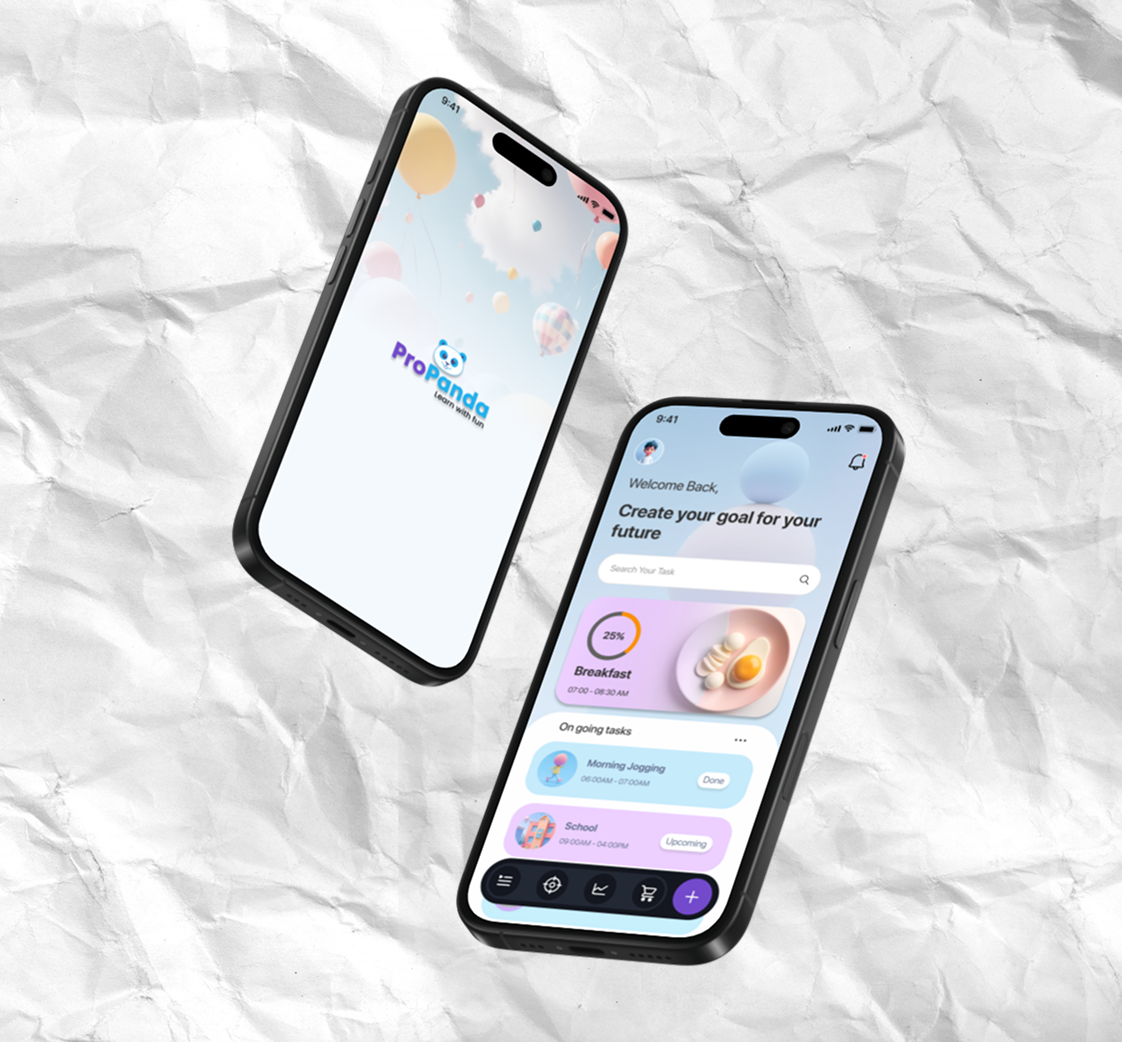 9:41
ProPanda
Learn with fun
9:41
Welcome Back,
Create your goal for your
future
Search Your Task
25%
Breakfast
07:00 - 08:30 AM
On going tasks
Morning Jogging
06:00AM - 07:00AM
Done
School
09:00AM - 04:00PM
Upcoming